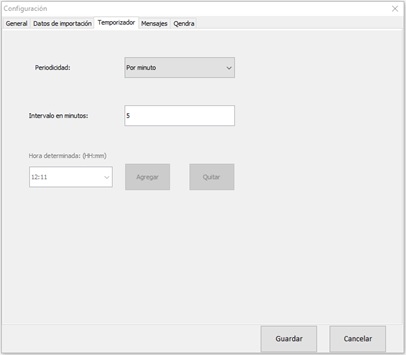 Configuración
General Datos de importación Temporizador Mensajes Qendra
Periodicidad: Por minuto
Intervalo en minutos: 5
Hora determinada: (HH:mm)
12:11 Agregar Quitar
Guardar Cancelar